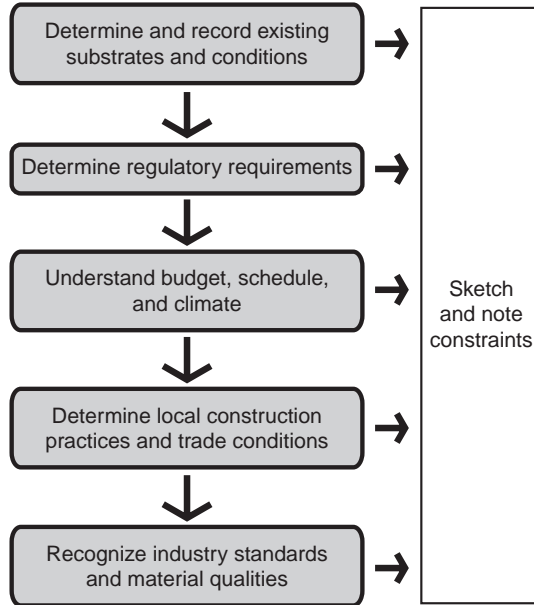 Determine and record existing
substrates and conditions
Determine regulatory requirements
Understand budget, schedule,
and climate
Determine local construction
practices and trade conditions
Recognize industry standards
and material qualities
Sketch
and note
constraints